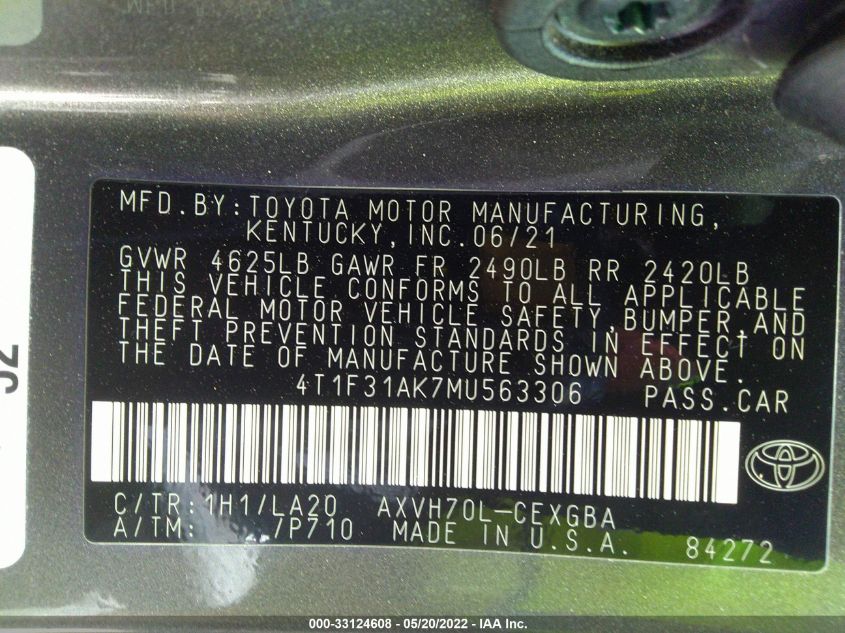 MFD.BY:TOYOTA MOTOR MANUFACTURING,
KENTUCKY,INC.06/21
GVWR 4625LB GAWR FR 2490LB RR 2420LB
THIS VEHICLE CONFORMS TO ALL APPLICABLE
FEDERAL MOTOR VEHICLE SAFETY,BUMPER,AND
THEFT PREVENTION STANDARDS IN EFFECT ON
THE DATE OF MANUFACTURE SHOWN ABOVE.
4T1F31AK7MU563306 PASS.CAR
C/TR:1H1/LA20 AXVH70L-CEXGBA
A/TM: /P710 MADE IN U.S.A. 84272
000-33124608 - 05/20/2022 - IAA Inc.